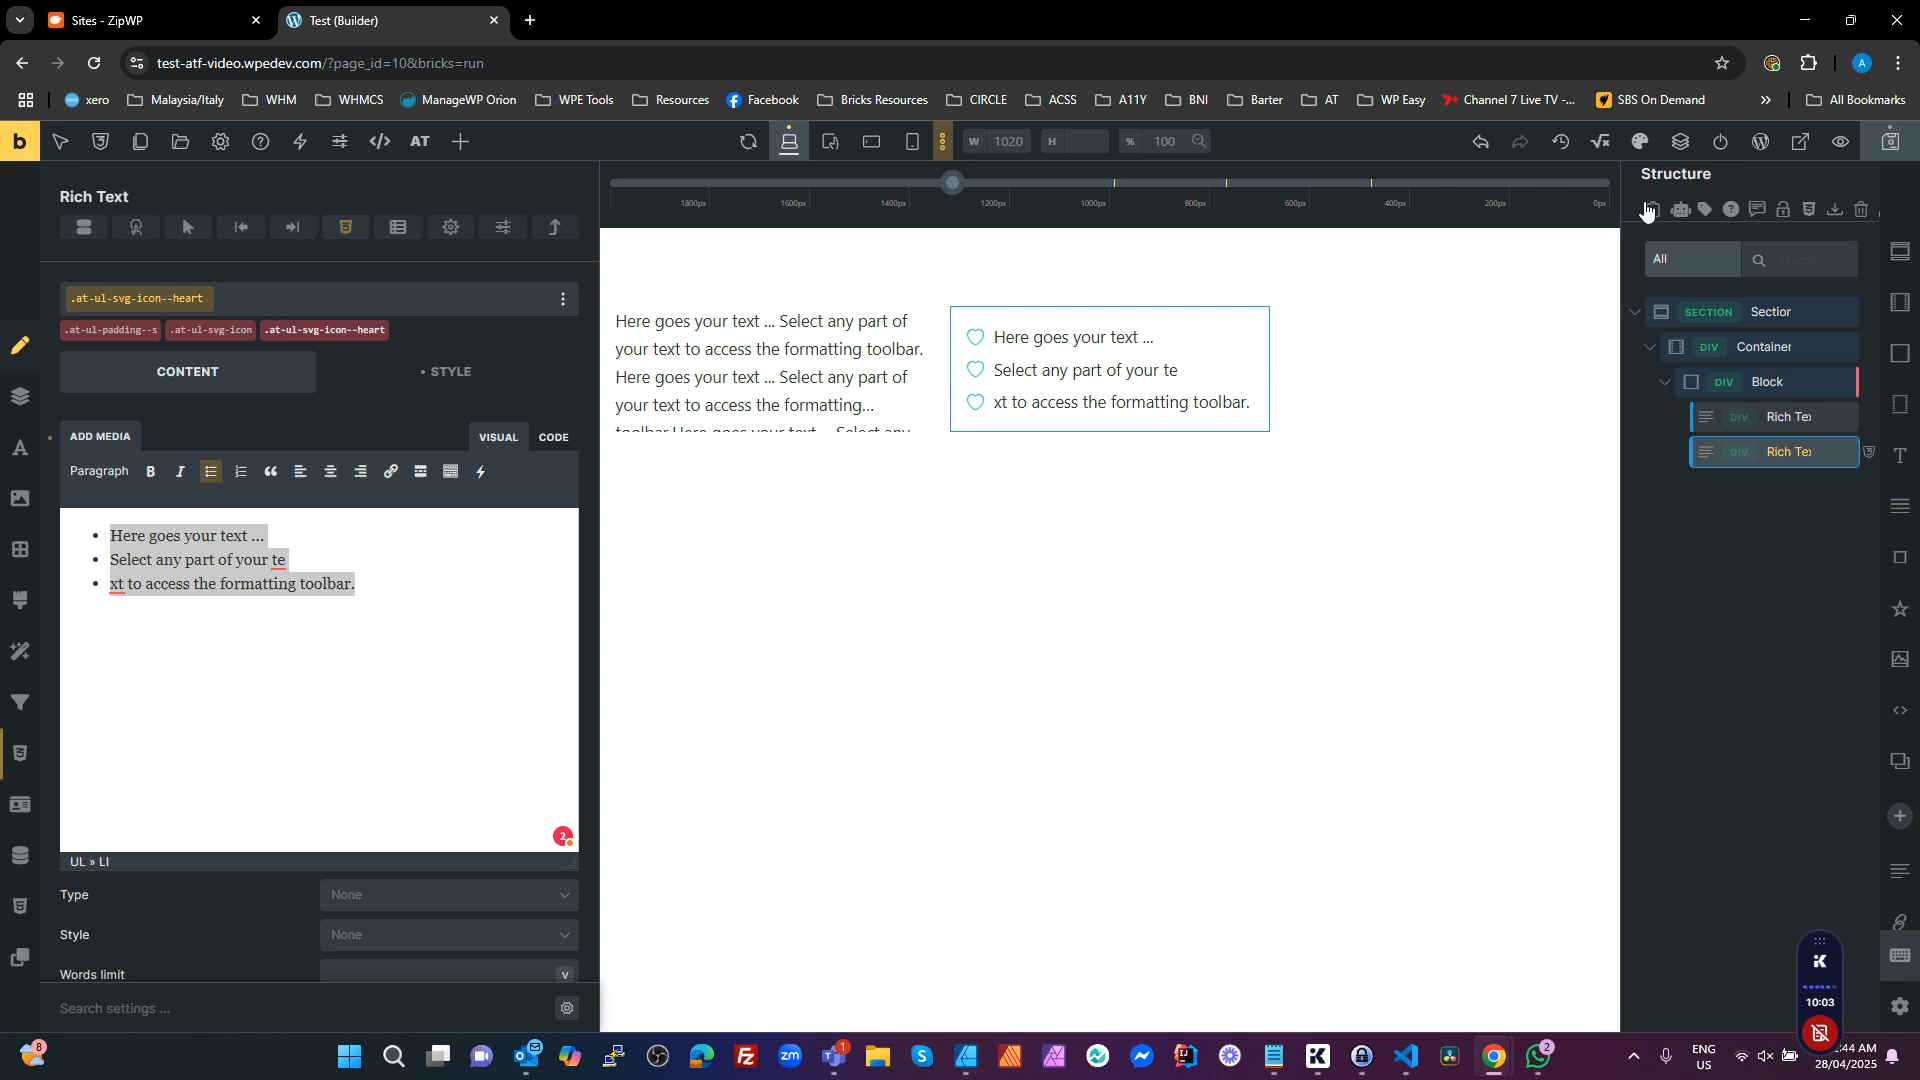 Sites - ZipWP
Test (Builder)
test-atf-video.wpedev.com/?page_id=10&bricks=run
xero
Malaysia/Italy
WHM
WHMCS
ManageWP Orion
WPE Tools
Resources
Facebook
Bricks Resources
CIRCLE
ACSS
A11Y
BNI
Barter
AT
WP Easy
Channel 7 Live TV -...
SBS On Demand
»
All Bookmarks
A
b
AT
W 1020
H
% 100
Rich Text
Structure
1800px
1600px
1400px
1200px
1000px
800px
600px
400px
200px
0px
All
.at-ul-svg-icon--heart
.at-ul-padding--s
.at-ul-svg-icon
.at-ul-svg-icon--heart
CONTENT
• STYLE
ADD MEDIA
VISUAL
CODE
Paragraph
Here goes your text ...
Select any part of your te
xt to access the formatting toolbar.
2
UL » LI
Type
None
Style
None
Words limit
Search settings ...
Here goes your text ... Select any part of
your text to access the formatting toolbar.
Here goes your text ... Select any part of
your text to access the formatting...
Here goes your text ...
Select any part of your te
xt to access the formatting toolbar.
SECTION
Sectior
DIV
Container
DIV
Block
DIV
Rich Te
DIV
Rich Te
10:03
8
1
2
ENG
US
:44 AM
28/04/2025